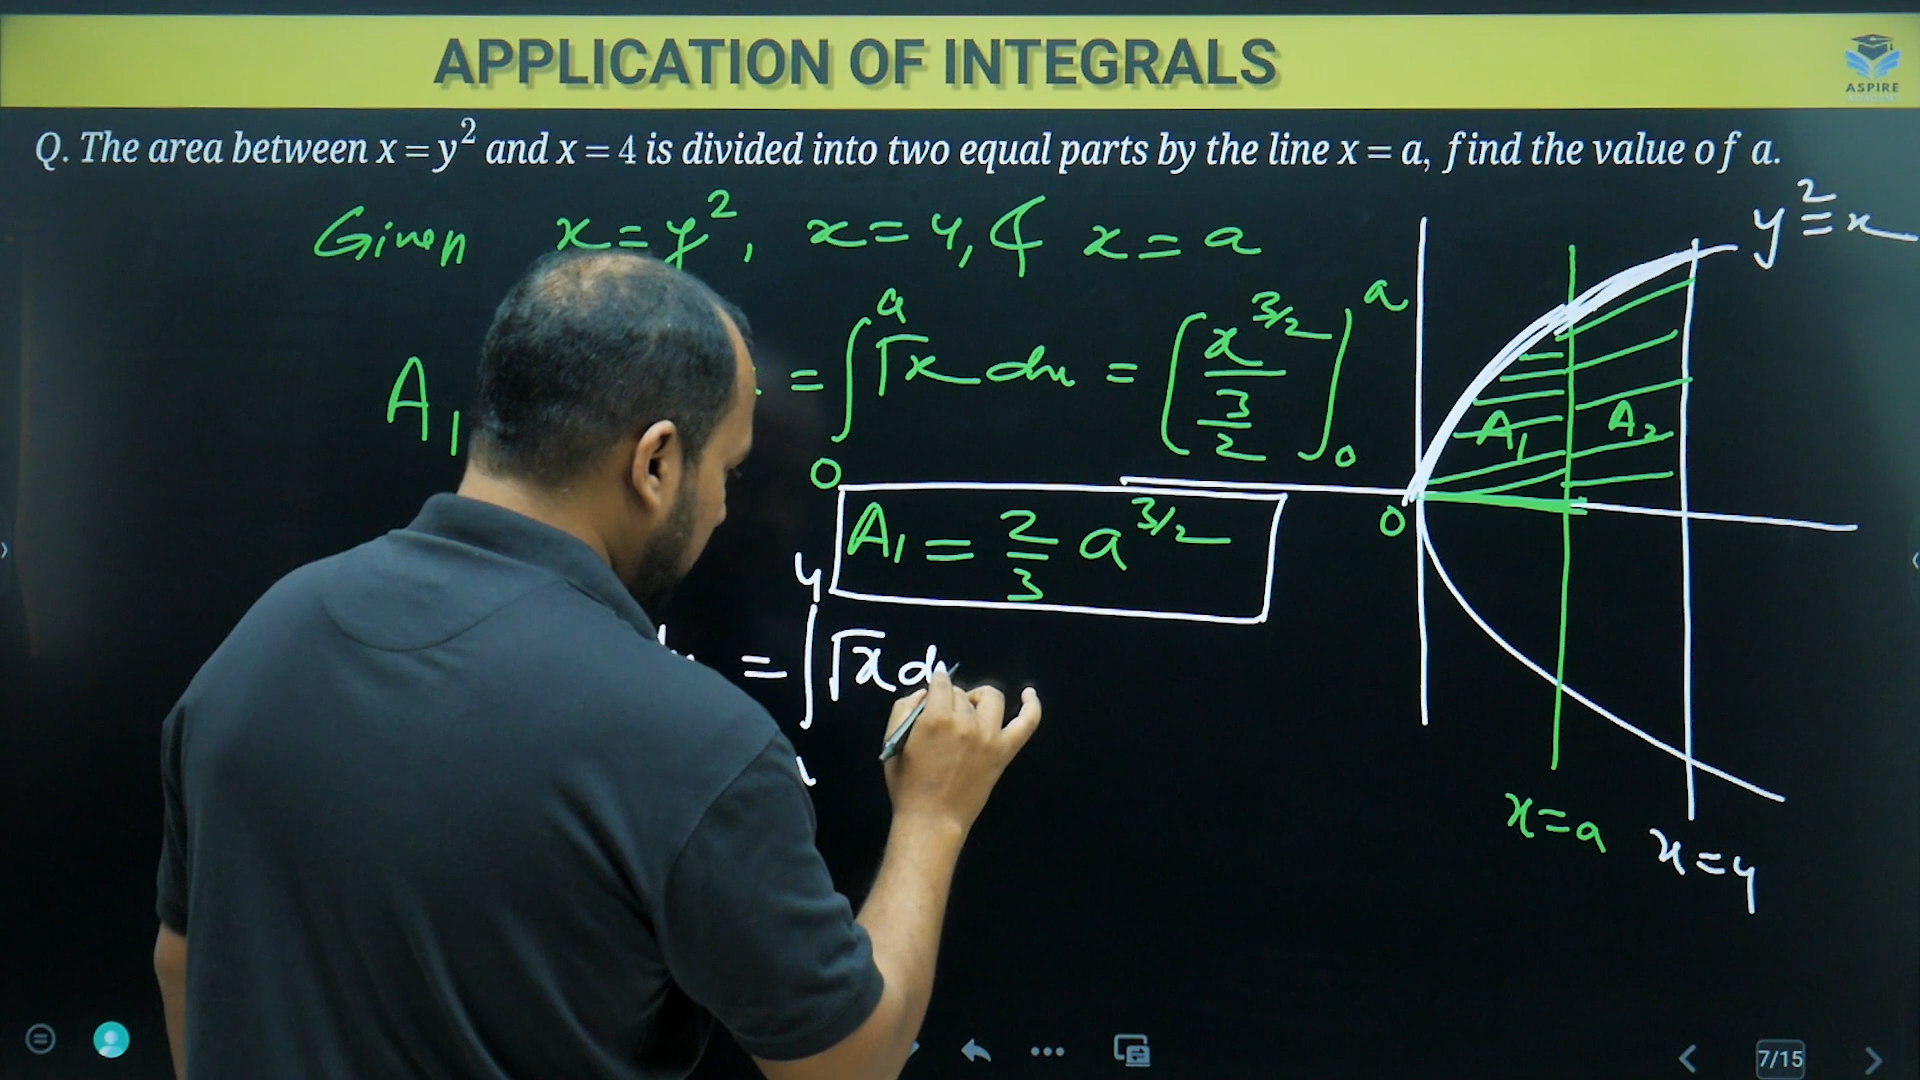 APPLICATION OF INTEGRALS
ASPIRE
Q. The area between x = y² and x = 4 is divided into two equal parts by the line x = a, find the value of a.
Given x = y², x = 4, & x = a
y² = x
A₁ = ∫₀ᵃ √x dx = [x^(3/2) / (3/2)]₀ᵃ
A₁ A₂
0
A₁ = 2/3 a^(3/2)
= ∫⁴ √x d
x = a
x = 4
7/15